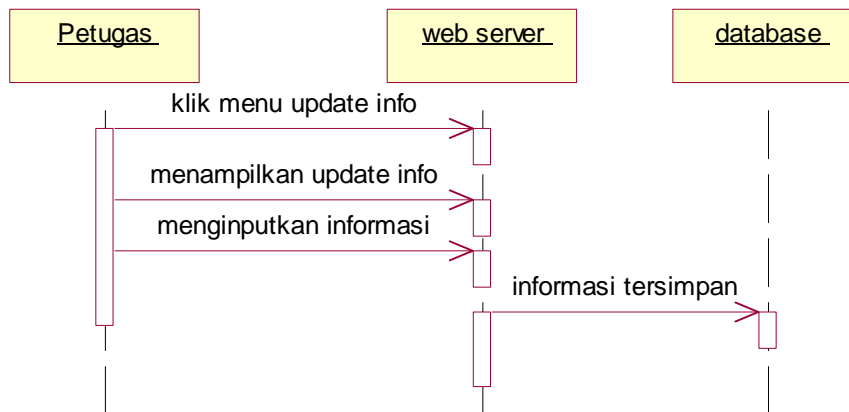 Petugas
web server
database
klik menu update info
menampilkan update info
menginputkan informasi
informasi tersimpan